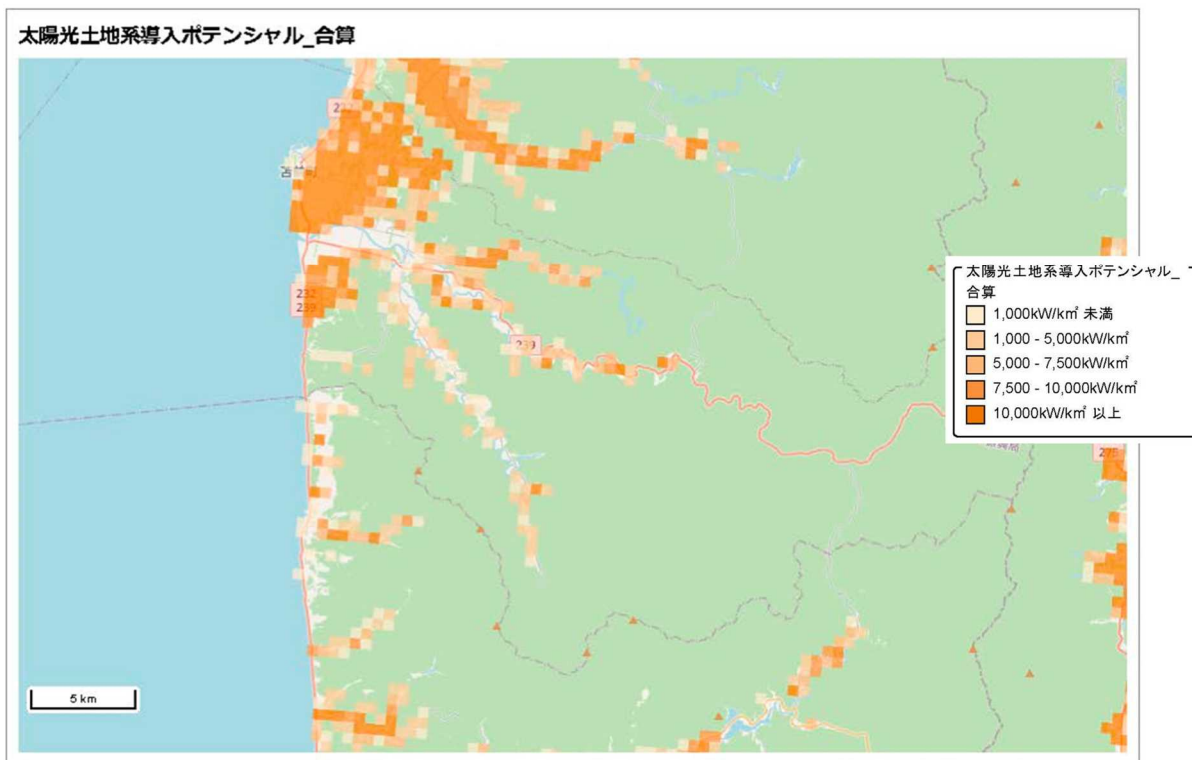 太陽光土地系導入ポテンシャル_合算
232
239
239
275
太陽光土地系導入ポテンシャル_
合算
1,000kW/k㎡ 未満
1,000 - 5,000kW/k㎡
5,000 - 7,500kW/k㎡
7,500 - 10,000kW/k㎡
10,000kW/k㎡ 以上
5 km